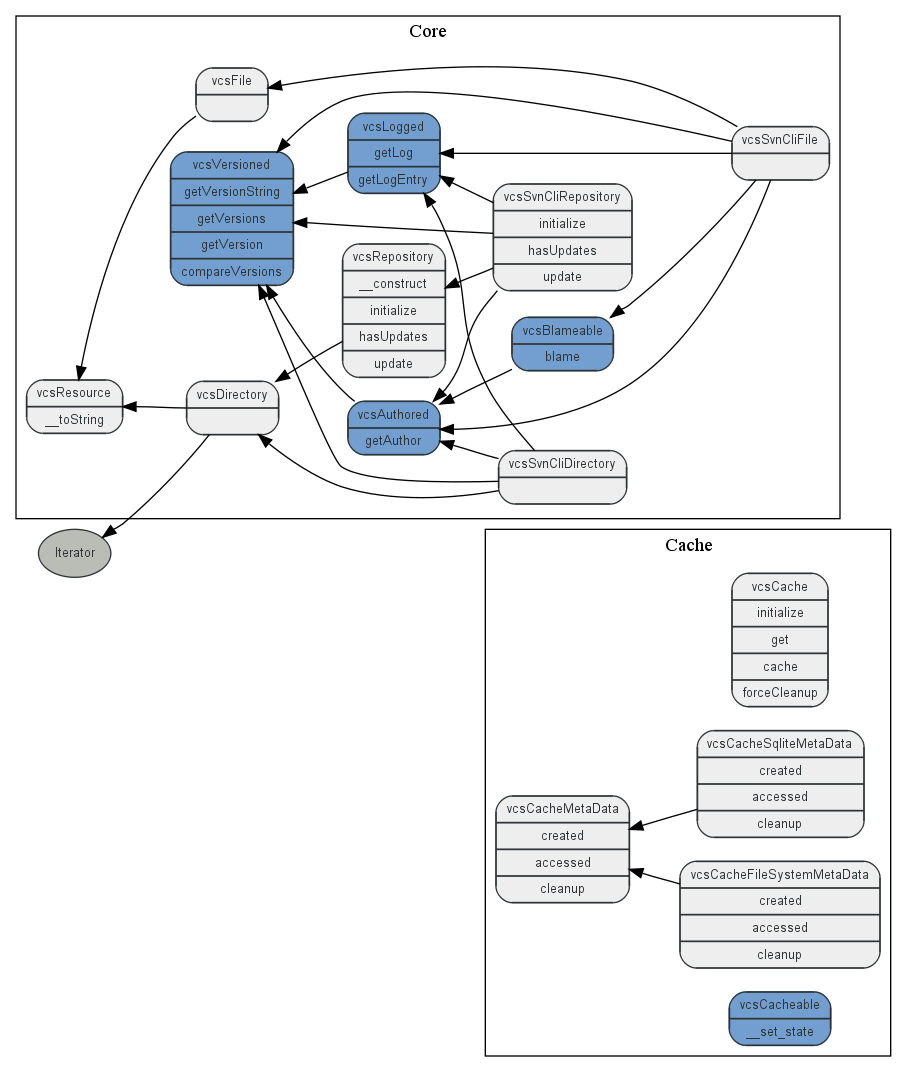 Core
vcsFile
vcsVersioned
getVersionString
getVersions
getVersion
compareVersions
vcsLogged
getLog
getLogEntry
vcsSvnCliFile
vcsSvnCliRepository
initialize
hasUpdates
update
vcsRepository
__construct
initialize
hasUpdates
update
vcsBlameable
blame
vcsResource
__toString
vcsDirectory
vcsAuthored
getAuthor
vcsSvnCliDirectory
Iterator
Cache
vcsCache
initialize
get
cache
forceCleanup
vcsCacheSqliteMetaData
created
accessed
cleanup
vcsCacheMetaData
created
accessed
cleanup
vcsCacheFileSystemMetaData
created
accessed
cleanup
vcsCacheable
__set_state